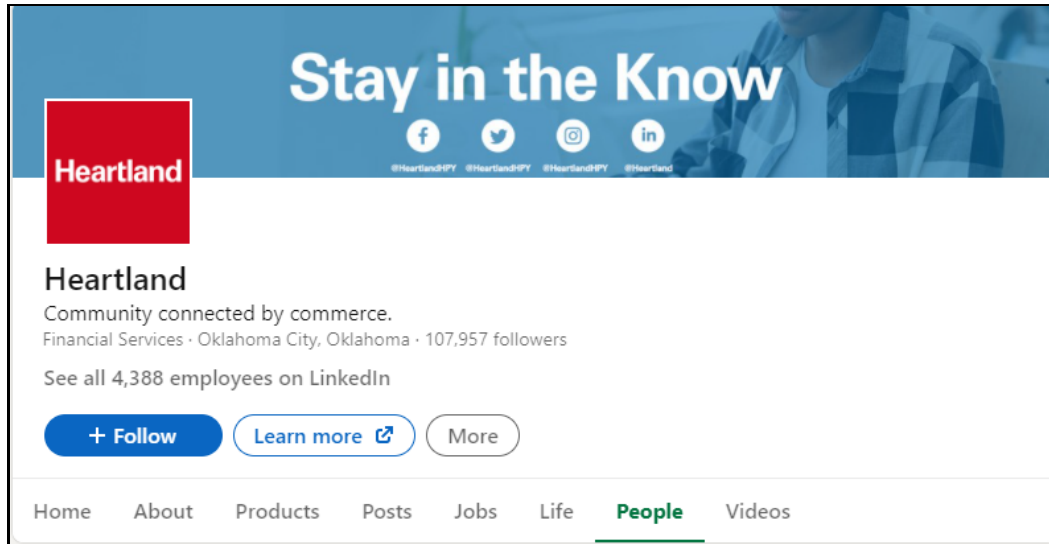 Stay in the Know
@HeartlandHPY @HeartlandHPY @HeartlandHPY @Heartland
Heartland
Heartland
Community connected by commerce.
Financial Services · Oklahoma City, Oklahoma · 107,957 followers
See all 4,388 employees on LinkedIn
+ Follow Learn more More
Home About Products Posts Jobs Life People Videos